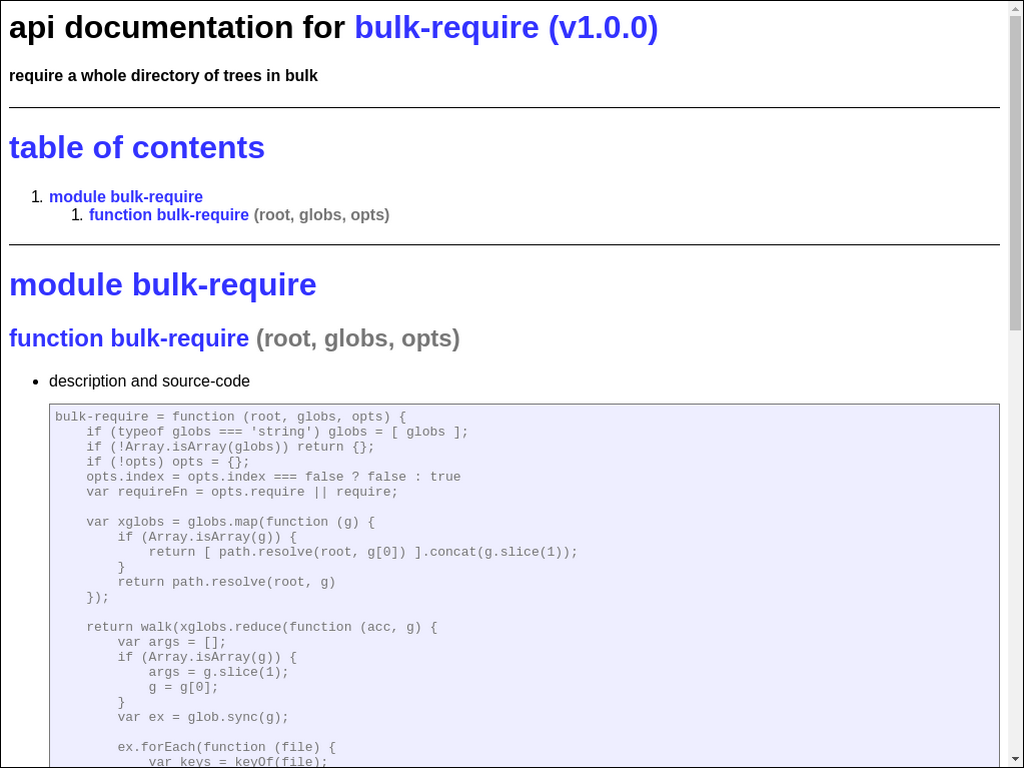 api documentation for bulk-require (v1.0.0)
require a whole directory of trees in bulk
table of contents
1. module bulk-require
1. function bulk-require (root, globs, opts)
module bulk-require
function bulk-require (root, globs, opts)
• description and source-code
bulk-require = function (root, globs, opts) {
    if (typeof globs === 'string') globs = [ globs ];
    if (!Array.isArray(globs)) return {};
    if (!opts) opts = {};
    opts.index = opts.index === false ? false : true
    var requireFn = opts.require || require;

    var xglobs = globs.map(function (g) {
        if (Array.isArray(g)) {
            return [ path.resolve(root, g[0]) ].concat(g.slice(1));
        }
        return path.resolve(root, g)
    });

    return walk(xglobs.reduce(function (acc, g) {
        var args = [];
        if (Array.isArray(g)) {
            args = g.slice(1);
            g = g[0];
        }
        var ex = glob.sync(g);

        ex.forEach(function (file) {
            var keys = keyOf(file);